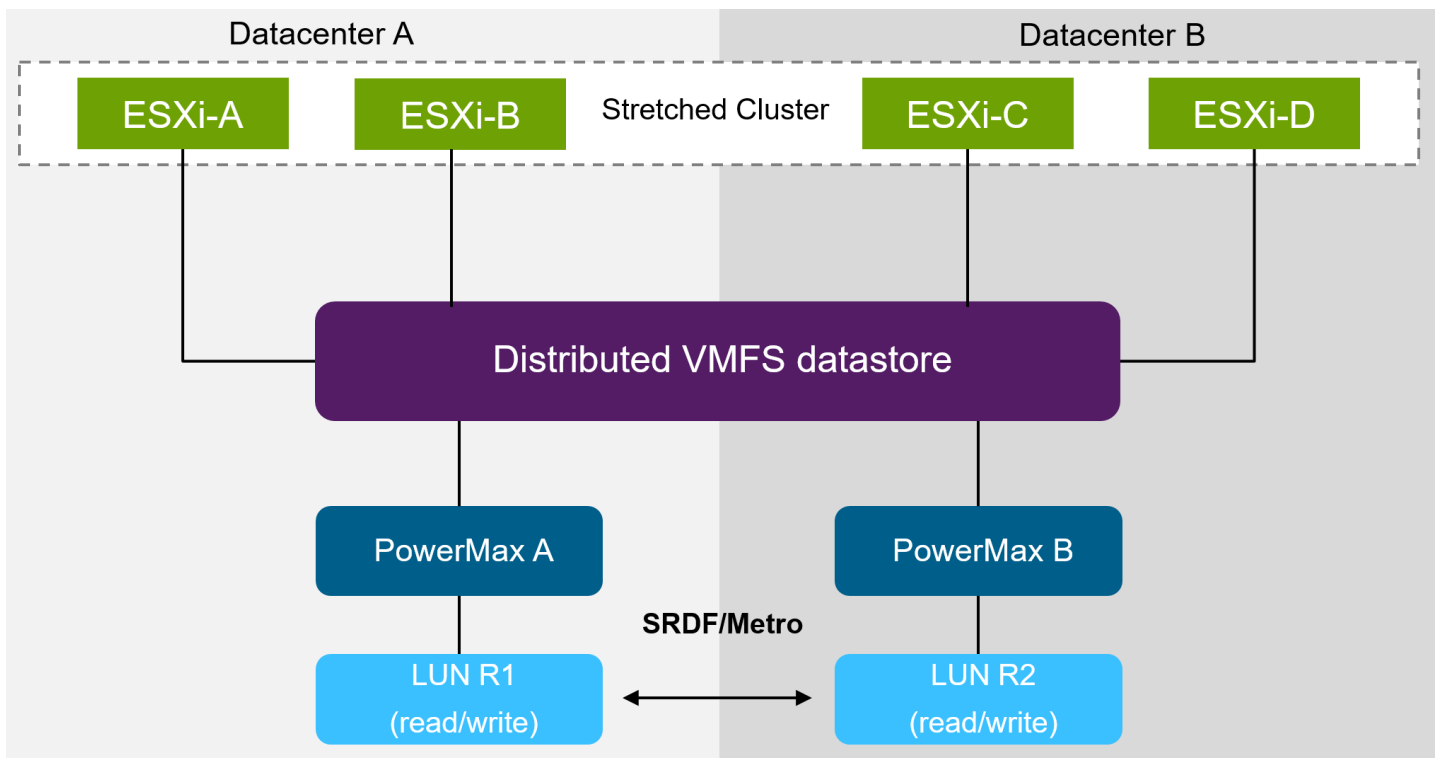 Datacenter A
Datacenter B
ESXi-A
ESXi-B
Stretched Cluster
ESXi-C
ESXi-D
Distributed VMFS datastore
PowerMax A
PowerMax B
SRDF/Metro
LUN R1
(read/write)
LUN R2
(read/write)